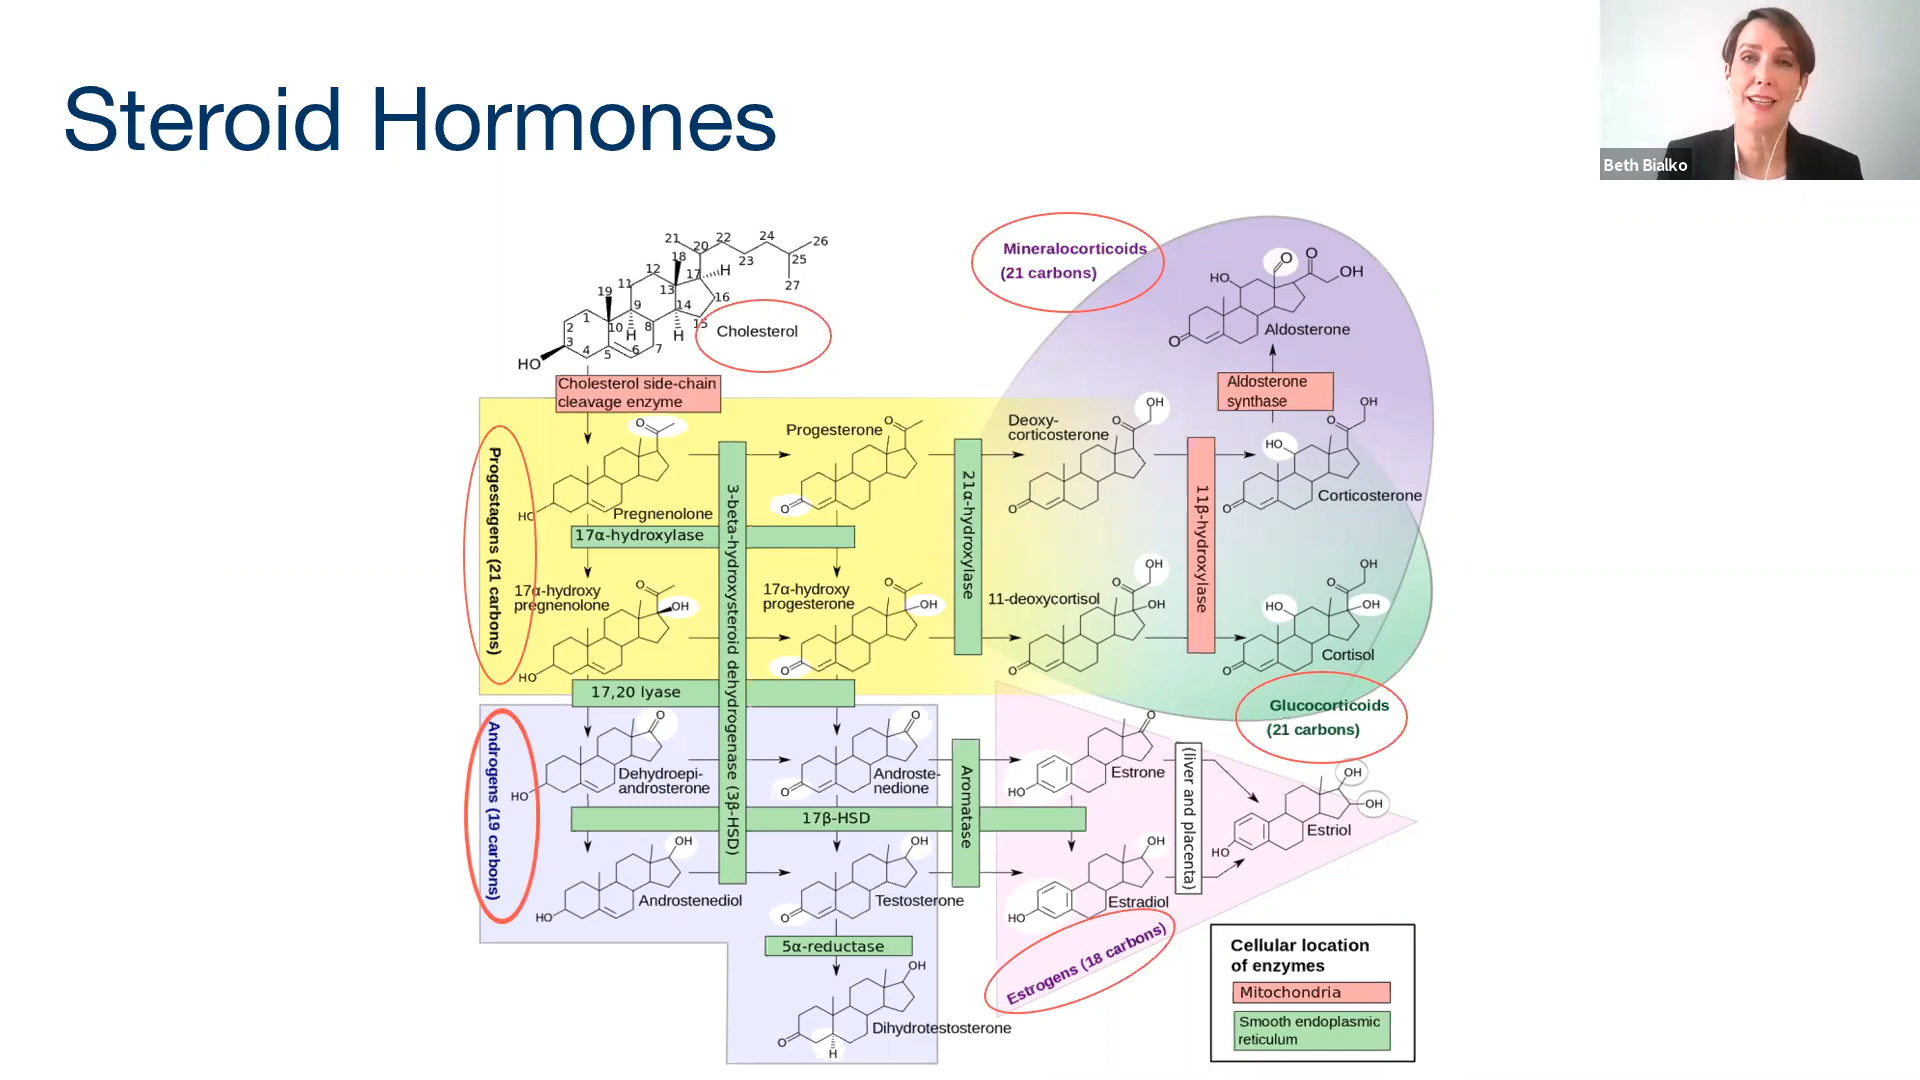 Steroid Hormones
Beth Bialko
21
22
24
26
20
18
23
25
12
17
H
27
11
13
19
16
9
14
1
15
2
10
8
H
H
3
4
5
6
7
HO
Cholesterol
Mineralocorticoids
(21 carbons)
O
O
HO
OH
O
Aldosterone
Cholesterol side-chain
cleavage enzyme
Aldosterone
synthase
Progestagens (21 carbons)
O
HO
Pregnenolone
Progesterone
O
O
Deoxy-
corticosterone
OH
O
O
OH
O
HO
O
Corticosterone
3-beta-hydroxysteroid dehydrogenase (3β-HSD)
21α-hydroxylase
11β-hydroxylase
17α-hydroxylase
17α-hydroxy
pregnenolone
O
OH
HO
17α-hydroxy
progesterone
O
OH
O
11-deoxycortisol
OH
O
OH
O
OH
O
HO
OH
O
Cortisol
17,20 lyase
Glucocorticoids
(21 carbons)
Androgens (19 carbons)
O
HO
Dehydroepi-
androsterone
O
O
Androste-
nedione
Aromatase
O
HO
Estrone
(liver and placenta)
OH
OH
HO
Estriol
17β-HSD
OH
HO
Androstenediol
OH
O
Testosterone
OH
HO
Estradiol
Estrogens (18 carbons)
5α-reductase
OH
O
H
Dihydrotestosterone
Cellular location
of enzymes
Mitochondria
Smooth endoplasmic
reticulum